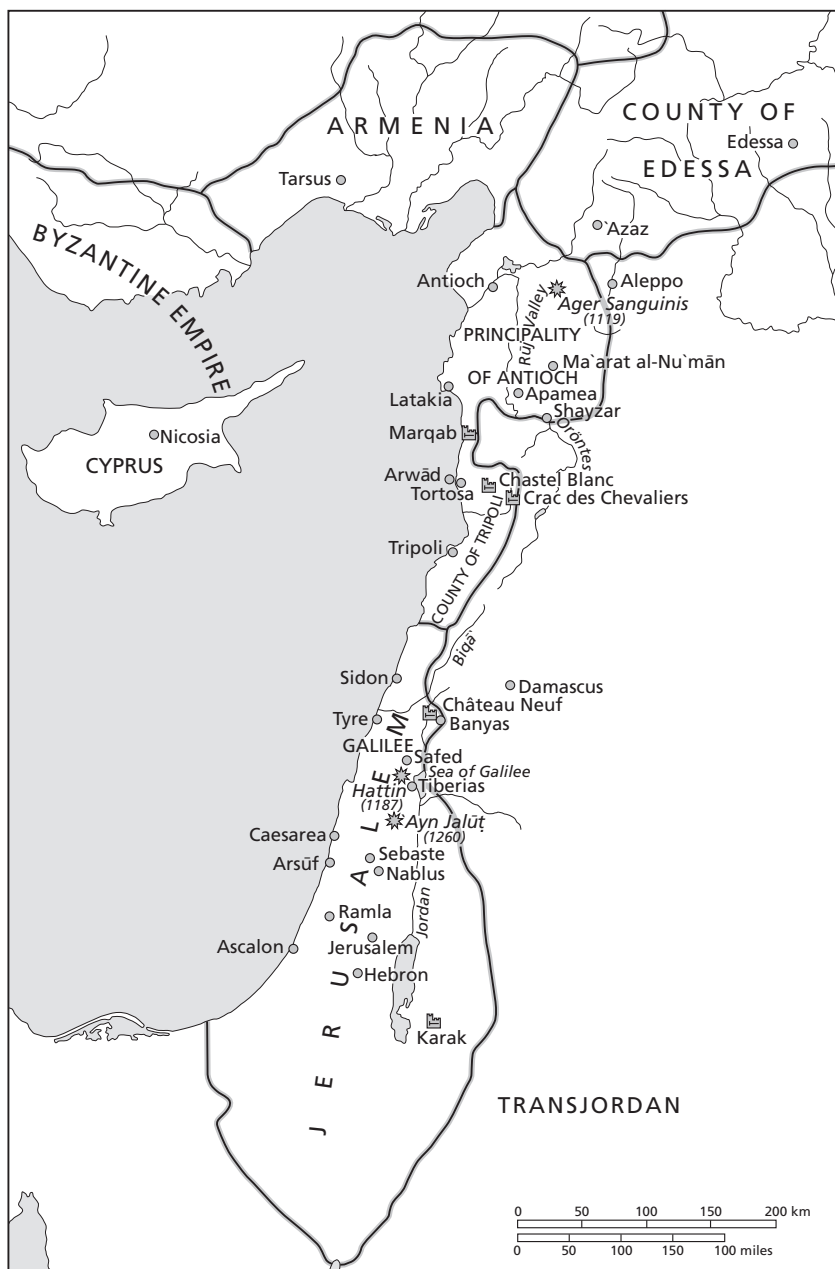 ARMENIA
COUNTY OF
EDESSA
Edessa
Tarsus
`Azaz
BYZANTINE EMPIRE
Antioch
Aleppo
Ager Sanguinis
(1119)
Rūj Valley
PRINCIPALITY
OF ANTIOCH
Ma`arat al-Nu`mān
Apamea
Latakia
Shayzar
Oröntes
Marqab
Nicosia
CYPRUS
Arwād
Tortosa
Chastel Blanc
Crac des Chevaliers
COUNTY OF TRIPOLI
Tripoli
Biqā`
Sidon
Damascus
Château Neuf
Tyre
Banyas
GALILEE
Safed
Sea of Galilee
Hattin
(1187)
Tiberias
`Ayn Jalūṭ
(1260)
Caesarea
Sebaste
Arsūf
Nablus
Jordan
Ramla
Ascalon
Jerusalem
Hebron
JERUSALEM
Karak
TRANSJORDAN
0 50 100 150 200 km
0 50 100 150 100 miles